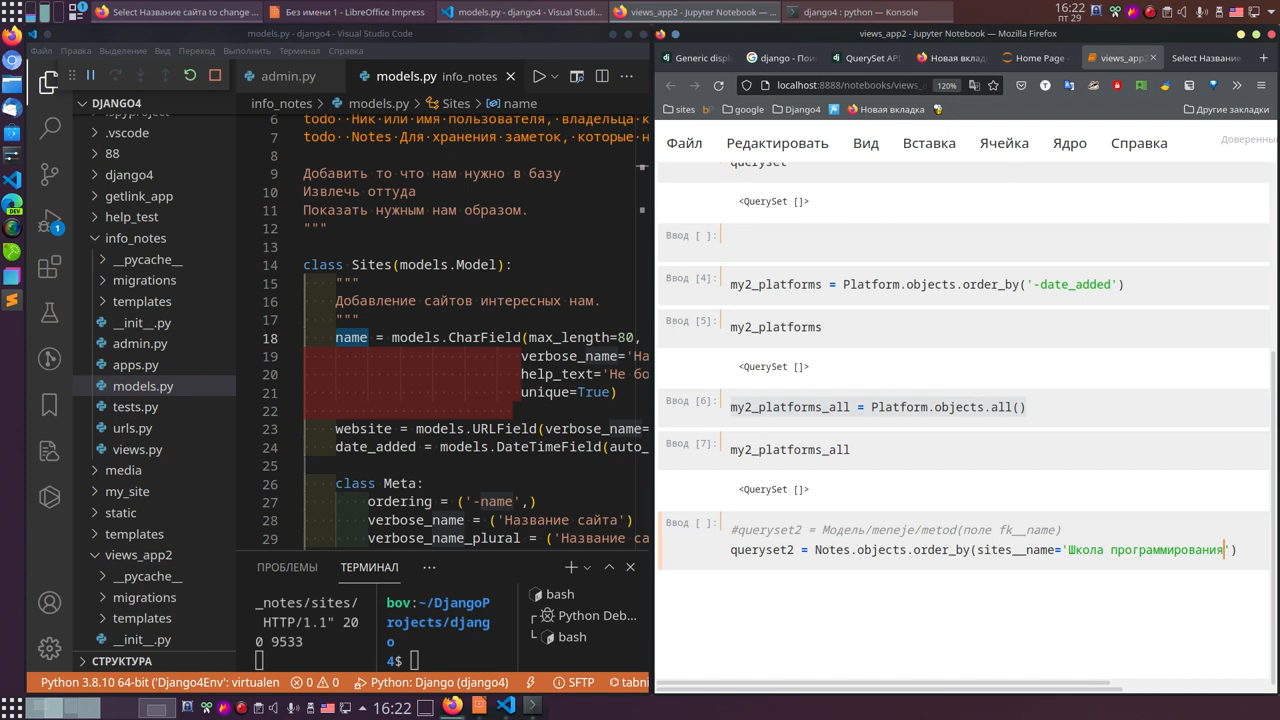 Select Название сайта to change ...
Без имени 1 - LibreOffice Impress
models.py - django4 - Visual Studi...
views_app2 - Jupyter Notebook — ...
django4 : python — Konsole
16:22
пт 29
models.py - django4 - Visual Studio Code
Файл Правка Выделение Вид Переход Выполнить Терминал Справка
admin.py
models.py info_notes
DJANGO4
info_notes > models.py > Sites > name
.vscode
88
django4
getlink_app
help_test
info_notes
__pycache__
migrations
templates
__init__.py
admin.py
apps.py
models.py
tests.py
urls.py
views.py
media
my_site
static
templates
views_app2
__pycache__
migrations
templates
__init__.py
СТРУКТУРА
6 todo··Ник·или·имя·пользователя,·владельца·к
7 todo··Notes·Для·хранения·заметок,·которые·н
8
9 Добавить то что нам нужно в базу
10 Извлечь оттуда
11 Показать нужным нам образом.
12 """
13
14 class Sites(models.Model):
15 """
16 Добавление сайтов интересных нам.
17 """
18 name = models.CharField(max_length=80,
19 verbose_name='На
20 help_text='Не бо
21 unique=True)
22
23 website = models.URLField(verbose_name=
24 date_added = models.DateTimeField(auto_
25
26 class Meta:
27 ordering = ('-name',)
28 verbose_name = ('Название сайта')
29 verbose_name_plural = ('Название са
ПРОБЛЕМЫ ТЕРМИНАЛ
_notes/sites/
HTTP/1.1" 20
0 9533
bov:~/DjangoP
rojects/djang
o
4$
bash
Python Deb...
bash
Python 3.8.10 64-bit ('Django4Env': virtualen
0 0
Python: Django (django4)
SFTP
tabni
views_app2 - Jupyter Notebook — Mozilla Firefox
Generic displ
django - Пои
QuerySet API
Новая вклад
Home Page -
views_app2
Select Название
localhost:8888/notebooks/views_
120%
sites
google
Django4
Новая вкладка
Другие закладки
Файл Редактировать Вид Вставка Ячейка Ядро Справка
Доверенный
queryset
<QuerySet []>
Ввод [ ]:
Ввод [4]: my2_platforms = Platform.objects.order_by('-date_added')
Ввод [5]: my2_platforms
<QuerySet []>
Ввод [6]: my2_platforms_all = Platform.objects.all()
Ввод [7]: my2_platforms_all
<QuerySet []>
Ввод [ ]: #queryset2 = Модель/meneje/metod(поле fk__name)
queryset2 = Notes.objects.order_by(sites__name='Школа программирования')
DEV
1
16:22